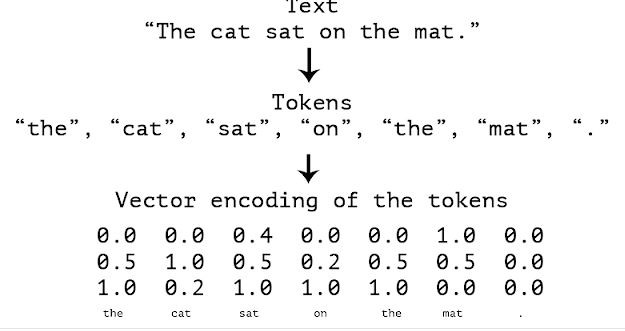 Text
“The cat sat on the mat.”
Tokens
“the”, “cat”, “sat”, “on”, “the”, “mat”, “.”
Vector encoding of the tokens
0.0 0.0 0.4 0.0 0.0 1.0 0.0
0.5 1.0 0.5 0.2 0.5 0.5 0.0
1.0 0.2 1.0 1.0 1.0 0.0 0.0
the cat sat on the mat .